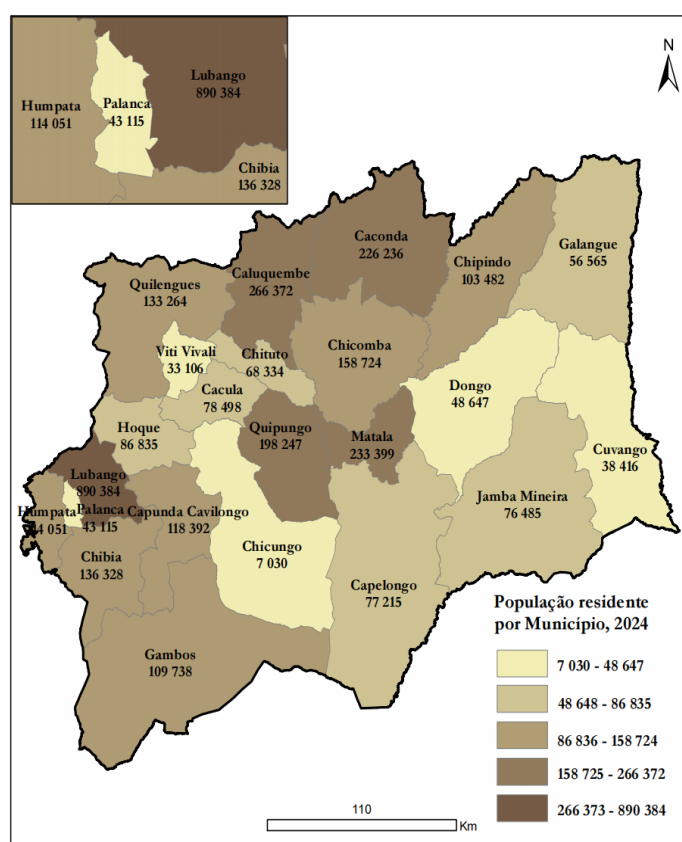 Lubango
890 384
Palanca
43 115
Humpata
114 051
Chibia
136 328
N
Caconda
226 236
Galangue
56 565
Chipindo
103 482
Caluquembe
266 372
Quilengues
133 264
Chicomba
158 724
Viti Vivali
33 106
Chituto
68 334
Dongo
48 647
Cacula
78 498
Hoque
86 835
Quipungo
198 247
Matala
233 399
Cuvango
38 416
Lubango
890 384
Jamba Mineira
76 485
Humpata
114 051
Palanca
43 115
Capunda Cavilongo
118 392
Chibia
136 328
Chicungo
7 030
Capelongo
77 215
Gambos
109 738
População residente
por Município, 2024
7 030 - 48 647
48 648 - 86 835
86 836 - 158 724
158 725 - 266 372
266 373 - 890 384
110
Km